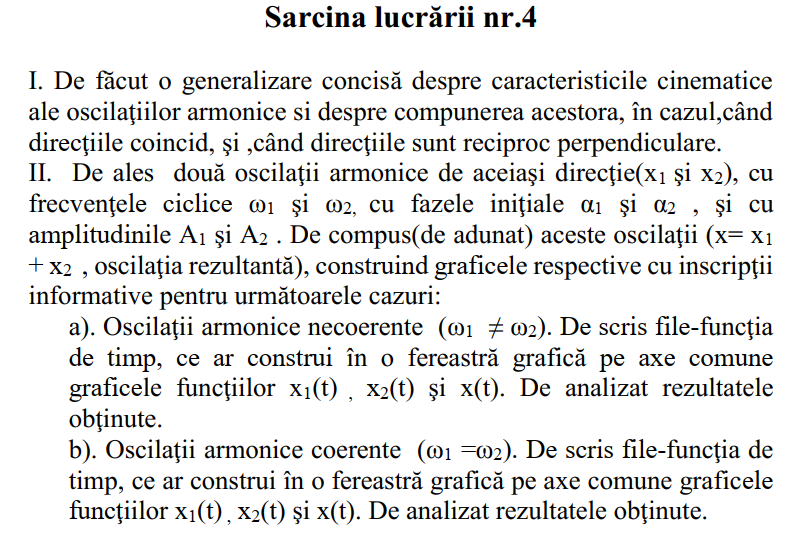 Sarcina lucrării nr.4
I. De făcut o generalizare concisă despre caracteristicile cinematice
ale oscilaţiilor armonice si despre compunerea acestora, în cazul,când
direcţiile coincid, şi ,când direcţiile sunt reciproc perpendiculare.
II. De ales două oscilaţii armonice de aceiaşi direcţie(x₁ şi x₂), cu
frecvenţele ciclice ω₁ şi ω₂, cu fazele iniţiale α₁ şi α₂ , şi cu
amplitudinile A₁ şi A₂ . De compus(de adunat) aceste oscilaţii (x= x₁
+ x₂ , oscilaţia rezultantă), construind graficele respective cu inscripţii
informative pentru următoarele cazuri:
a). Oscilaţii armonice necoerente (ω₁ ≠ ω₂). De scris file-funcţia
de timp, ce ar construi în o fereastră grafică pe axe comune
graficele funcţiilor x₁(t) , x₂(t) şi x(t). De analizat rezultatele
obţinute.
b). Oscilaţii armonice coerente (ω₁ =ω₂). De scris file-funcţia de
timp, ce ar construi în o fereastră grafică pe axe comune graficele
funcţiilor x₁(t) , x₂(t) şi x(t). De analizat rezultatele obţinute.